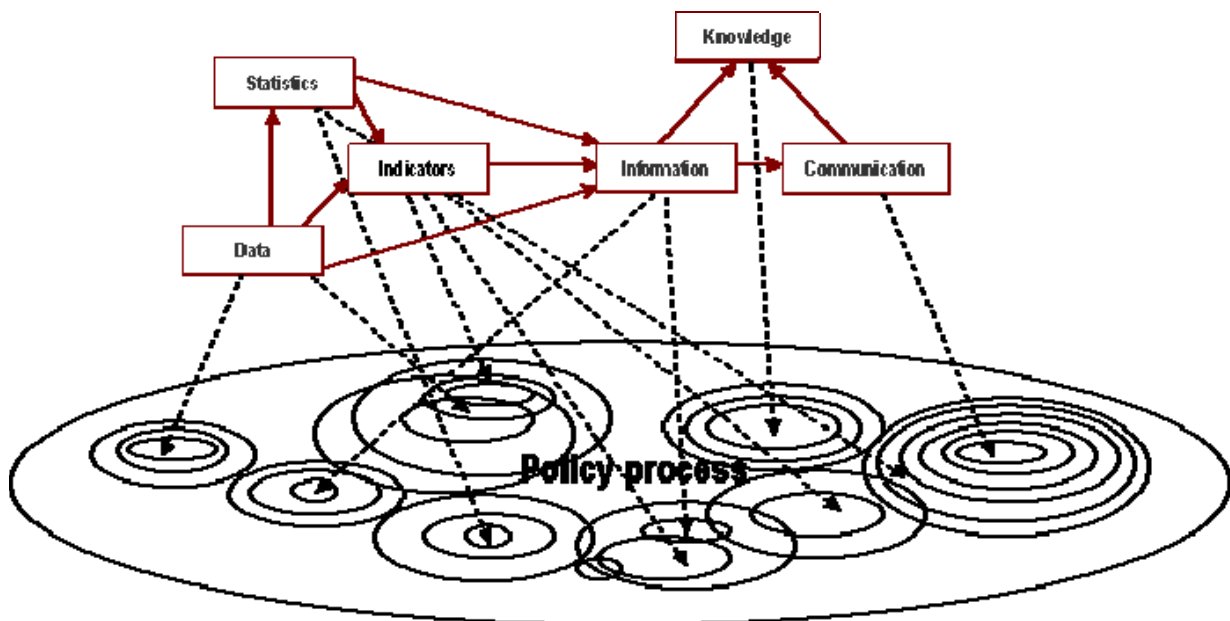 Knowledge
Statistics
Indicators
Information
Communication
Data
Policy process